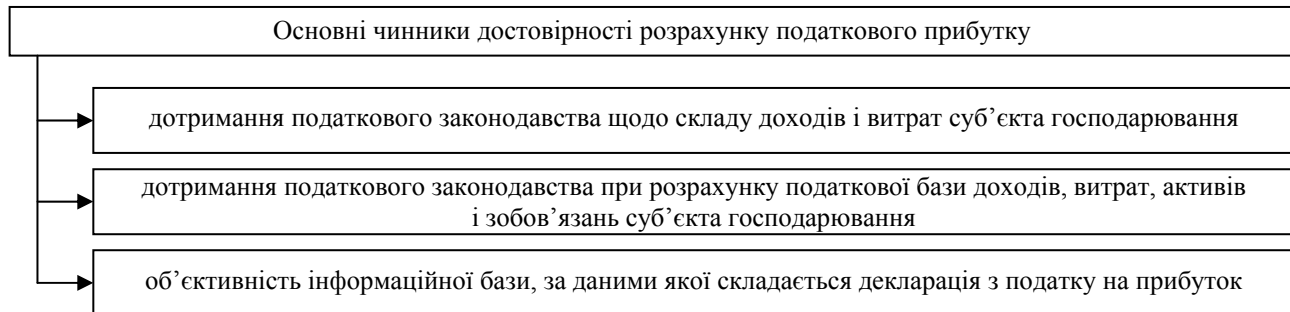 Основні чинники достовірності розрахунку податкового прибутку
дотримання податкового законодавства щодо складу доходів і витрат суб’єкта господарювання
дотримання податкового законодавства при розрахунку податкової бази доходів, витрат, активів
і зобов’язань суб’єкта господарювання
об’єктивність інформаційної бази, за даними якої складається декларація з податку на прибуток